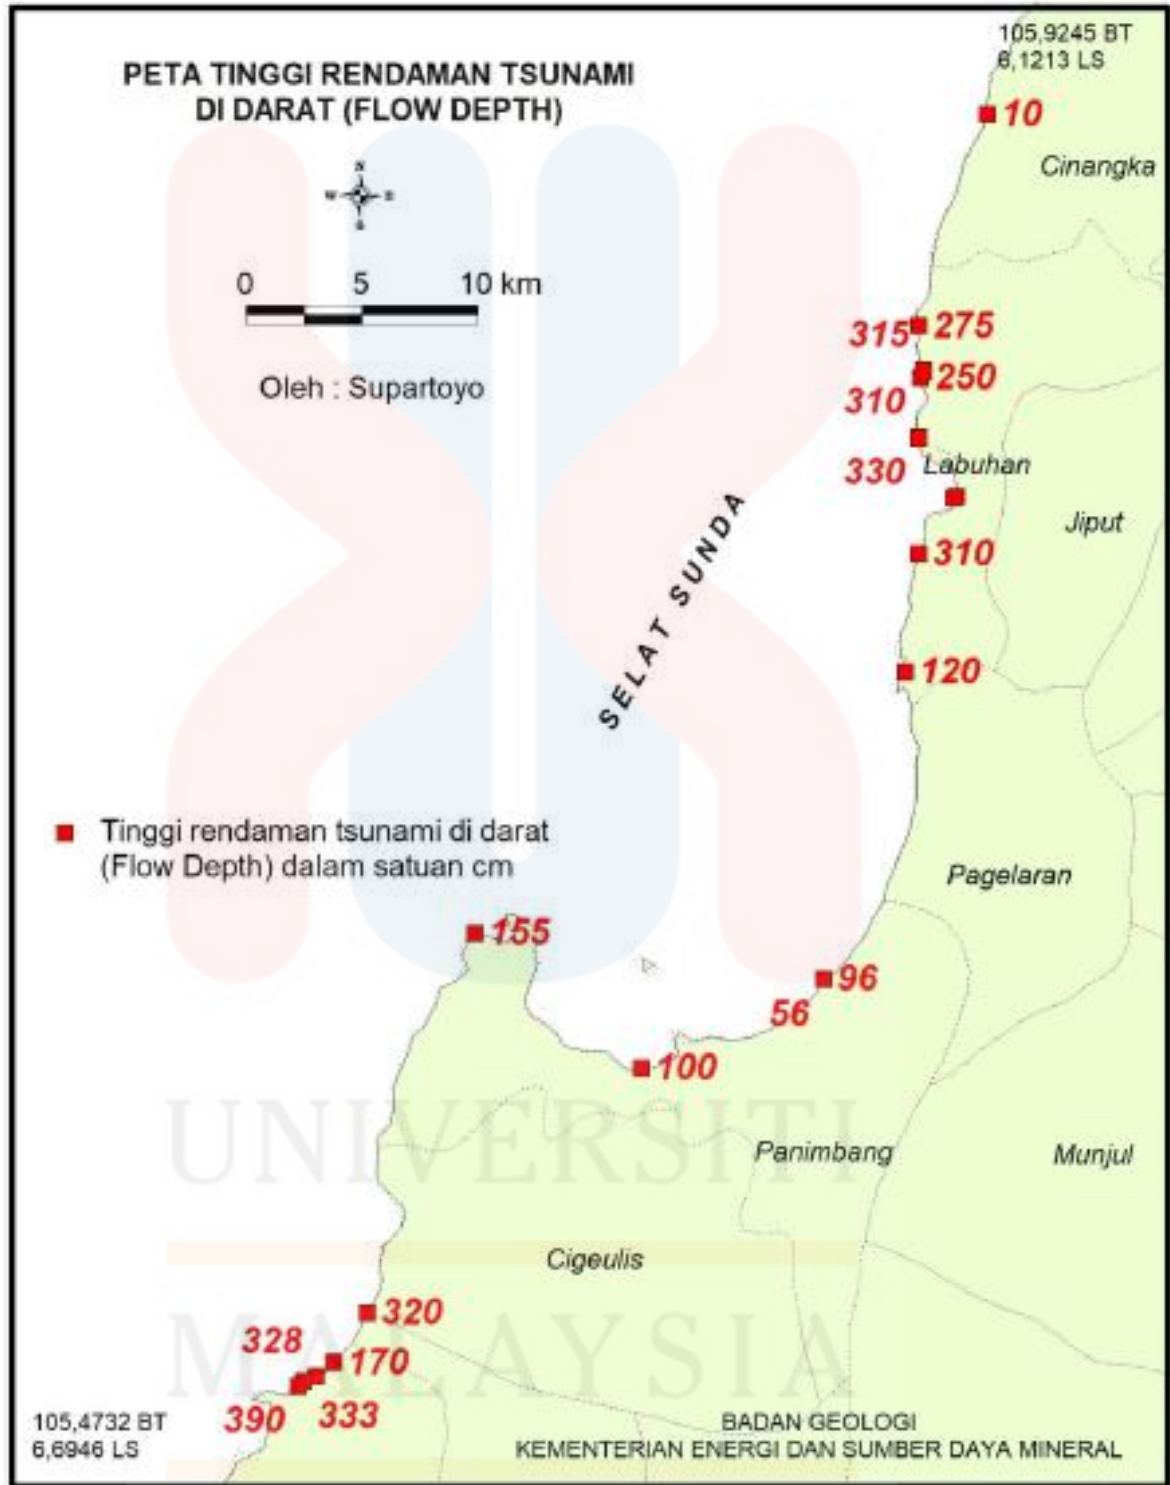 105,9245 BT
6,1213 LS
PETA TINGGI RENDAMAN TSUNAMI
DI DARAT (FLOW DEPTH)
10
Cinangka
N
W E
S
0 5 10 km
315 275
Oleh : Supartoyo
310 250
330 Labuhan
Jiput
SELAT SUNDA
310
120
Tinggi rendaman tsunami di darat
(Flow Depth) dalam satuan cm
Pagelaran
155
96
56
100
UNIVERSITI
Panimbang
Munjul
Cigeulis
320
MALAYSIA
328
170
390 333
105,4732 BT
6,6946 LS
BADAN GEOLOGI
KEMENTERIAN ENERGI DAN SUMBER DAYA MINERAL